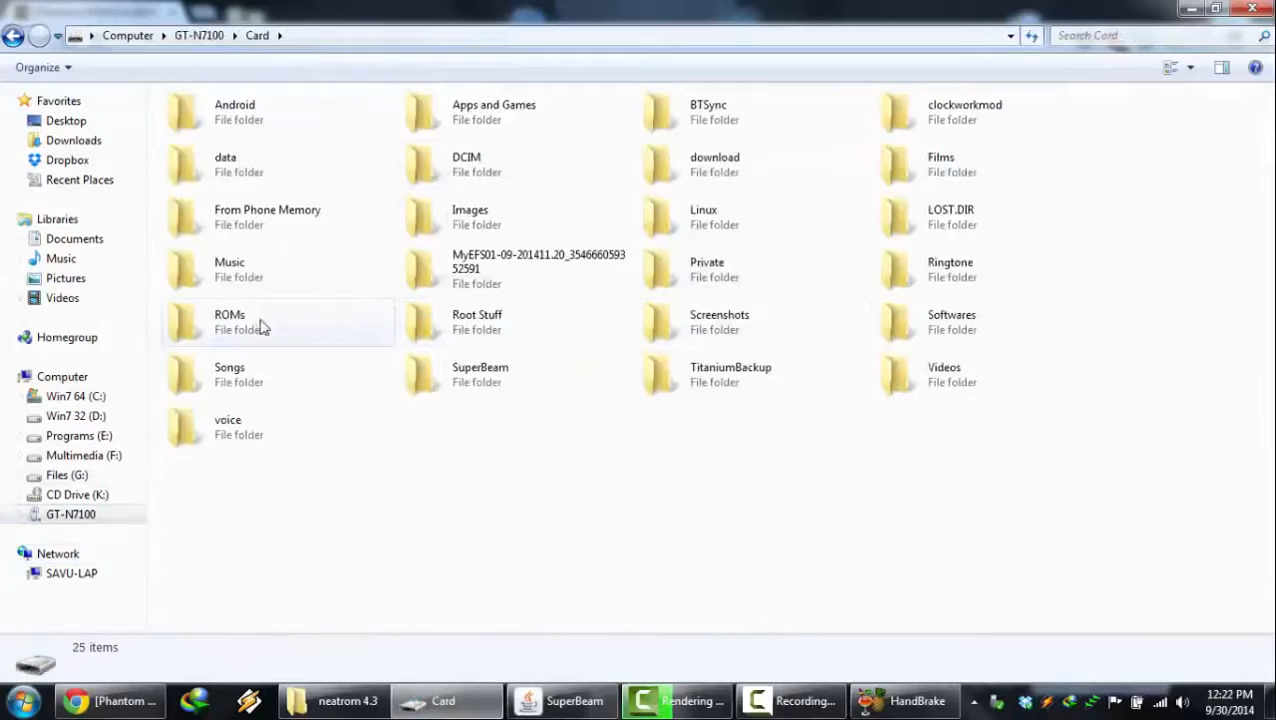 Computer GT-N7100 Card
Search Card
Organize
Favorites
Desktop
Downloads
Dropbox
Recent Places
Libraries
Documents
Music
Pictures
Videos
Homegroup
Computer
Win7 64 (C:)
Win7 32 (D:)
Programs (E:)
Multimedia (F:)
Files (G:)
CD Drive (K:)
GT-N7100
Network
SAVU-LAP
Android
File folder
Apps and Games
File folder
BTSync
File folder
clockworkmod
File folder
data
File folder
DCIM
File folder
download
File folder
Films
File folder
From Phone Memory
File folder
Images
File folder
Linux
File folder
LOST.DIR
File folder
Music
File folder
MyEFS01-09-201411.20_3546660593
52591
File folder
Private
File folder
Ringtone
File folder
ROMs
File folder
Root Stuff
File folder
Screenshots
File folder
Softwares
File folder
Songs
File folder
SuperBeam
File folder
TitaniumBackup
File folder
Videos
File folder
voice
File folder
25 items
[Phantom ...
neatrom 4.3
Card
SuperBeam
Rendering ...
Recording...
HandBrake
12:22 PM
9/30/2014